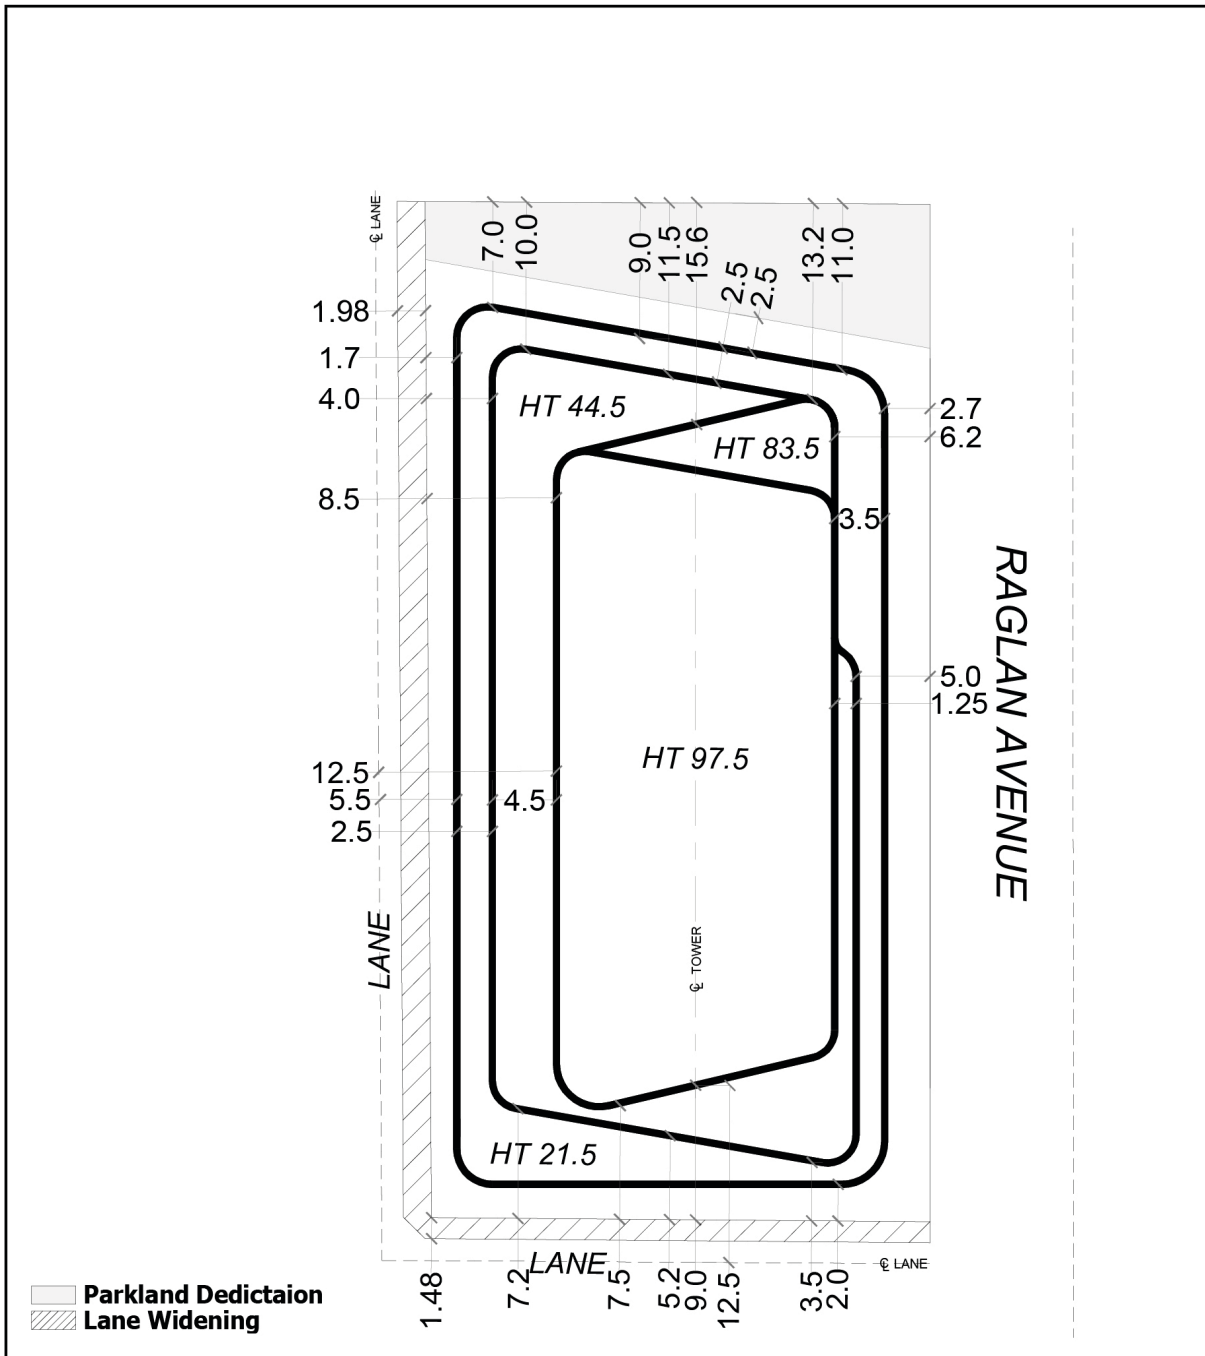 ℄ LANE
7.0
10.0
9.0
11.5
15.6
2.5
2.5
13.2
11.0
1.98
1.7
4.0
HT 44.5
2.7
6.2
HT 83.5
8.5
3.5
RAGLAN AVENUE
5.0
1.25
HT 97.5
12.5
5.5
4.5
2.5
LANE
℄ TOWER
HT 21.5
LANE
℄ LANE
1.48
7.2
7.5
5.2
9.0
12.5
3.5
2.0
Parkland Dedictaion
Lane Widening